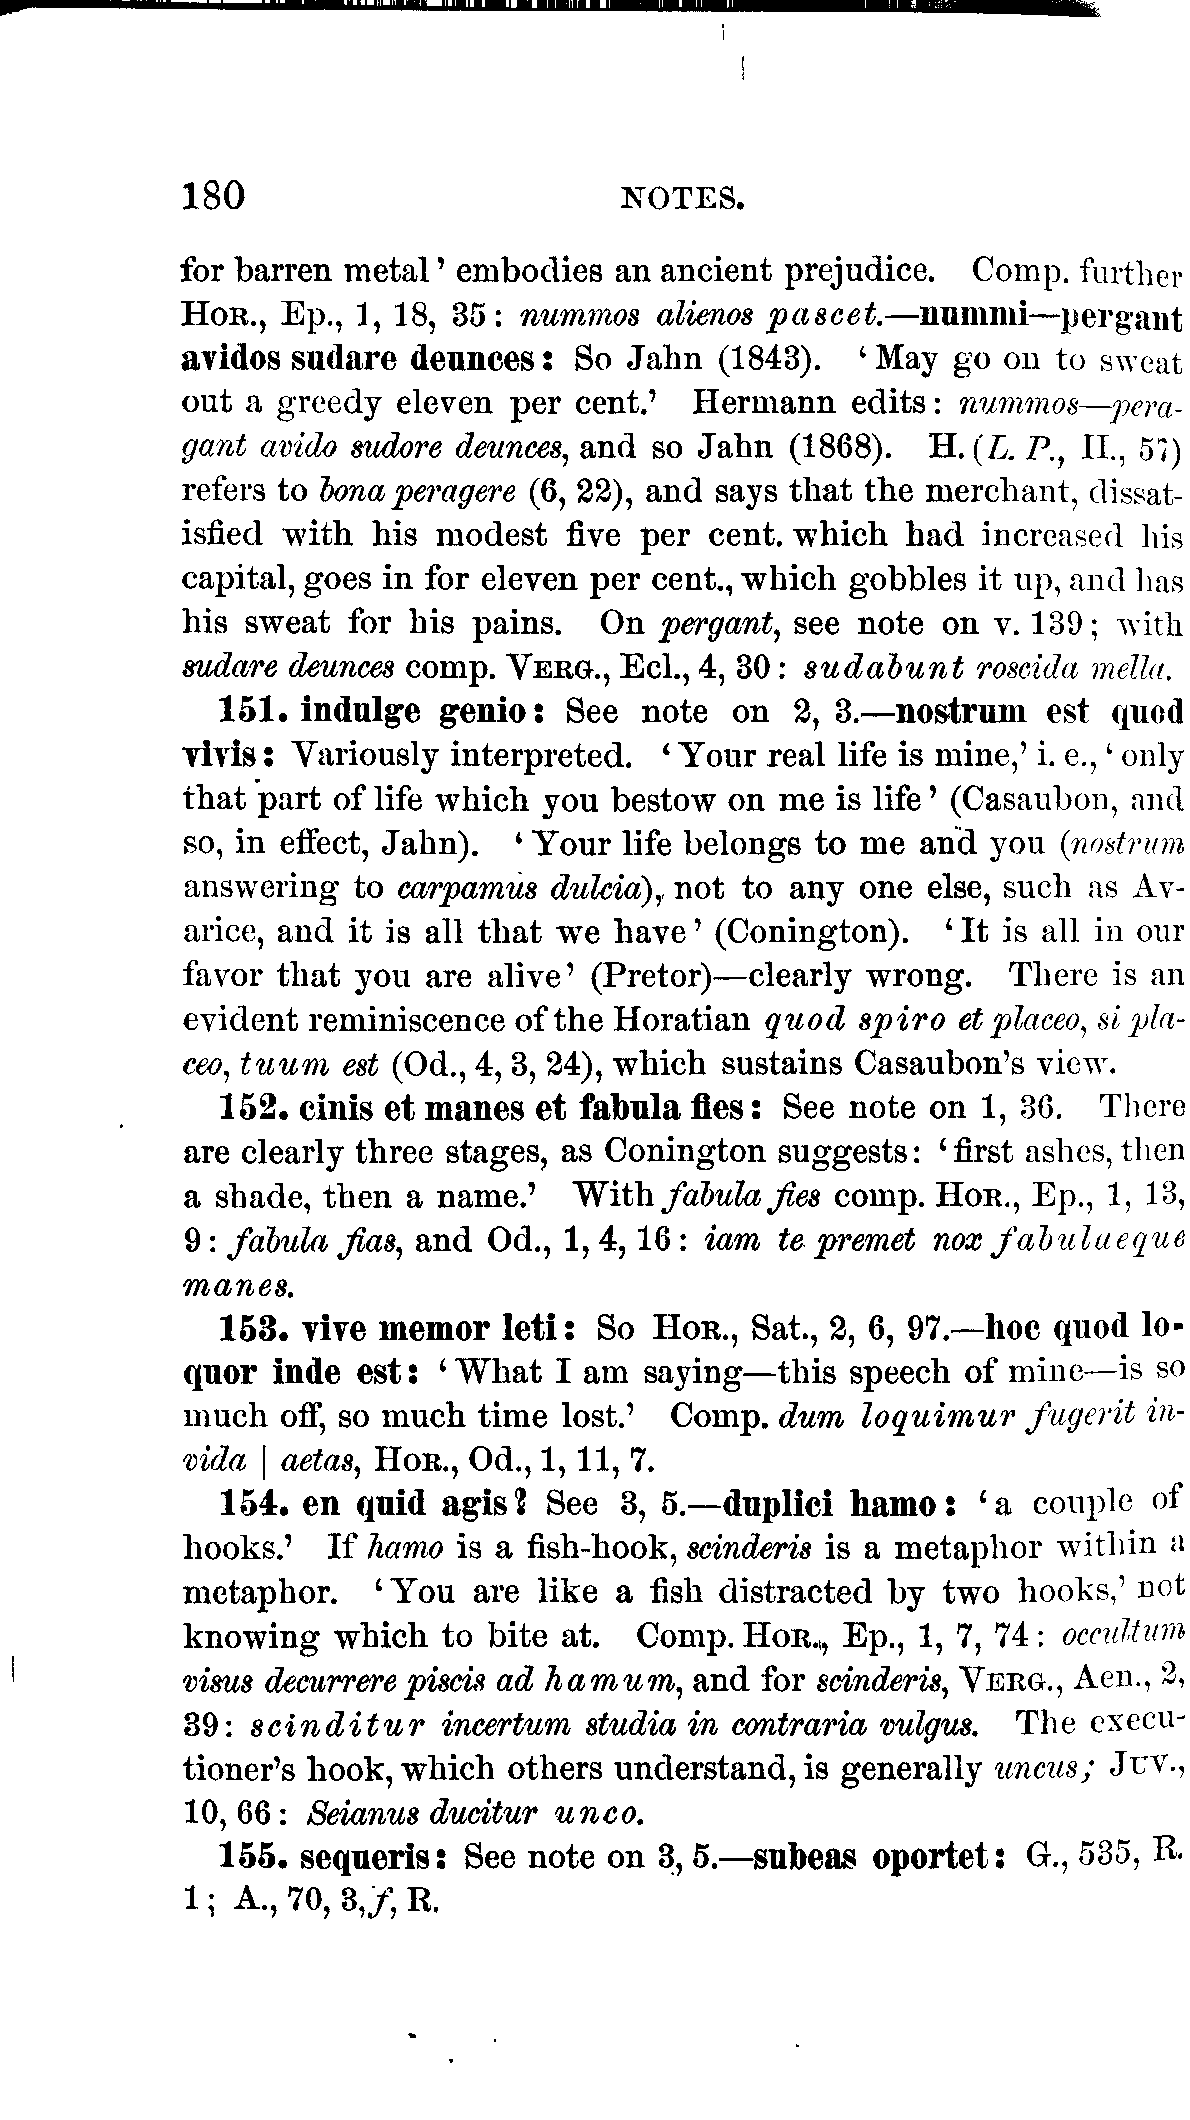 180 NOTES.
for barren metal’ embodies an ancient prejudice. Comp. further
HOR., Ep., 1, 18, 35: nummos alienos pascet.—nummi—pergant
avidos sudare deunces: So Jahn (1843). ‘May go on to sweat
out a greedy eleven per cent.’ Hermann edits: nummos—pera-
gant avido sudore deunces, and so Jahn (1868). H. (L. P., II., 57)
refers to bona peragere (6, 22), and says that the merchant, dissat-
isfied with his modest five per cent. which had increased his
capital, goes in for eleven per cent., which gobbles it up, and has
his sweat for his pains. On pergant, see note on v. 139; with
sudare deunces comp. VERG., Ecl., 4, 30: sudabunt roscida mella.
151. indulge genio: See note on 2, 3.—nostrum est quod
vivis: Variously interpreted. ‘Your real life is mine,’ i. e., ‘only
that part of life which you bestow on me is life’ (Casaubon, and
so, in effect, Jahn). ‘Your life belongs to me and you (nostrum
answering to carpamus dulcia), not to any one else, such as Av-
arice, and it is all that we have’ (Conington). ‘It is all in our
favor that you are alive’ (Pretor)—clearly wrong. There is an
evident reminiscence of the Horatian quod spiro et placeo, si pla-
ceo, tuum est (Od., 4, 3, 24), which sustains Casaubon's view.
152. cinis et manes et fabula fies: See note on 1, 36. There
are clearly three stages, as Conington suggests: ‘first ashes, then
a shade, then a name.’ With fabula fies comp. HOR., Ep., 1, 13,
9: fabula fias, and Od., 1, 4, 16: iam te premet nox fabulaeque
manes.
153. vive memor leti: So HOR., Sat., 2, 6, 97.—hoc quod lo-
quor inde est: ‘What I am saying—this speech of mine—is so
much off, so much time lost.’ Comp. dum loquimur fugerit in-
vida | aetas, HOR., Od., 1, 11, 7.
154. en quid agis? See 3, 5.—duplici hamo: ‘a couple of
hooks.’ If hamo is a fish-hook, scinderis is a metaphor within a
metaphor. ‘You are like a fish distracted by two hooks,’ not
knowing which to bite at. Comp. HOR., Ep., 1, 7, 74: occultum
visus decurrere piscis ad hamum, and for scinderis, VERG., Aen., 2,
39: scinditur incertum studia in contraria vulgus. The execu-
tioner's hook, which others understand, is generally uncus; JUV.,
10, 66: Seianus ducitur unco.
155. sequeris: See note on 3, 5.—subeas oportet: G., 535, R.
1; A., 70, 3, f, R.